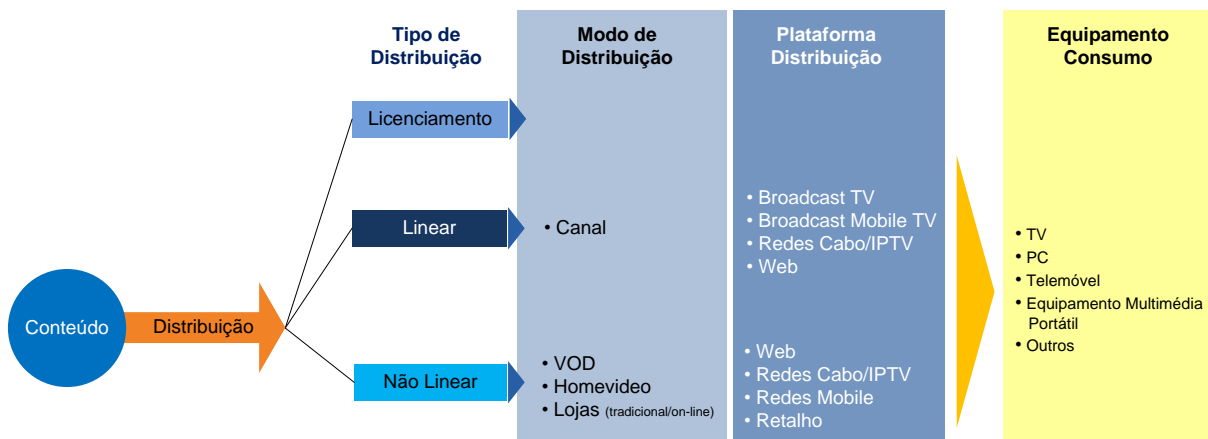 Tipo de
Distribuição
Modo de
Distribuição
Plataforma
Distribuição
Equipamento
Consumo
Licenciamento
Linear
• Canal
• Broadcast TV
• Broadcast Mobile TV
• Redes Cabo/IPTV
• Web
• TV
• PC
• Telemóvel
• Equipamento Multimédia
Portátil
• Outros
Conteúdo
Distribuição
Não Linear
• VOD
• Homevideo
• Lojas (tradicional/on-line)
• Web
• Redes Cabo/IPTV
• Redes Mobile
• Retalho